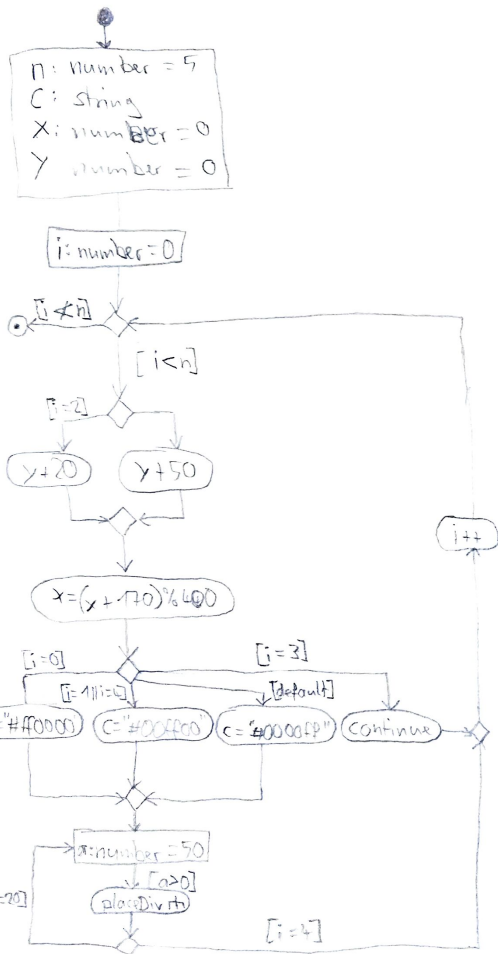 n: number = 5
C: string
X: number = 0
Y number = 0
i: number = 0
[i ≮ n]
[i<n]
[i=2]
y+20
y+50
i++
x=(x+170)%400
[i=0]
[i=1||i=4]
[default]
[i=3]
="#ff0000)
C="#00ff00"
C="#0000ff"
Continue
:number = 50
[a>0]
=20]
[i=4]